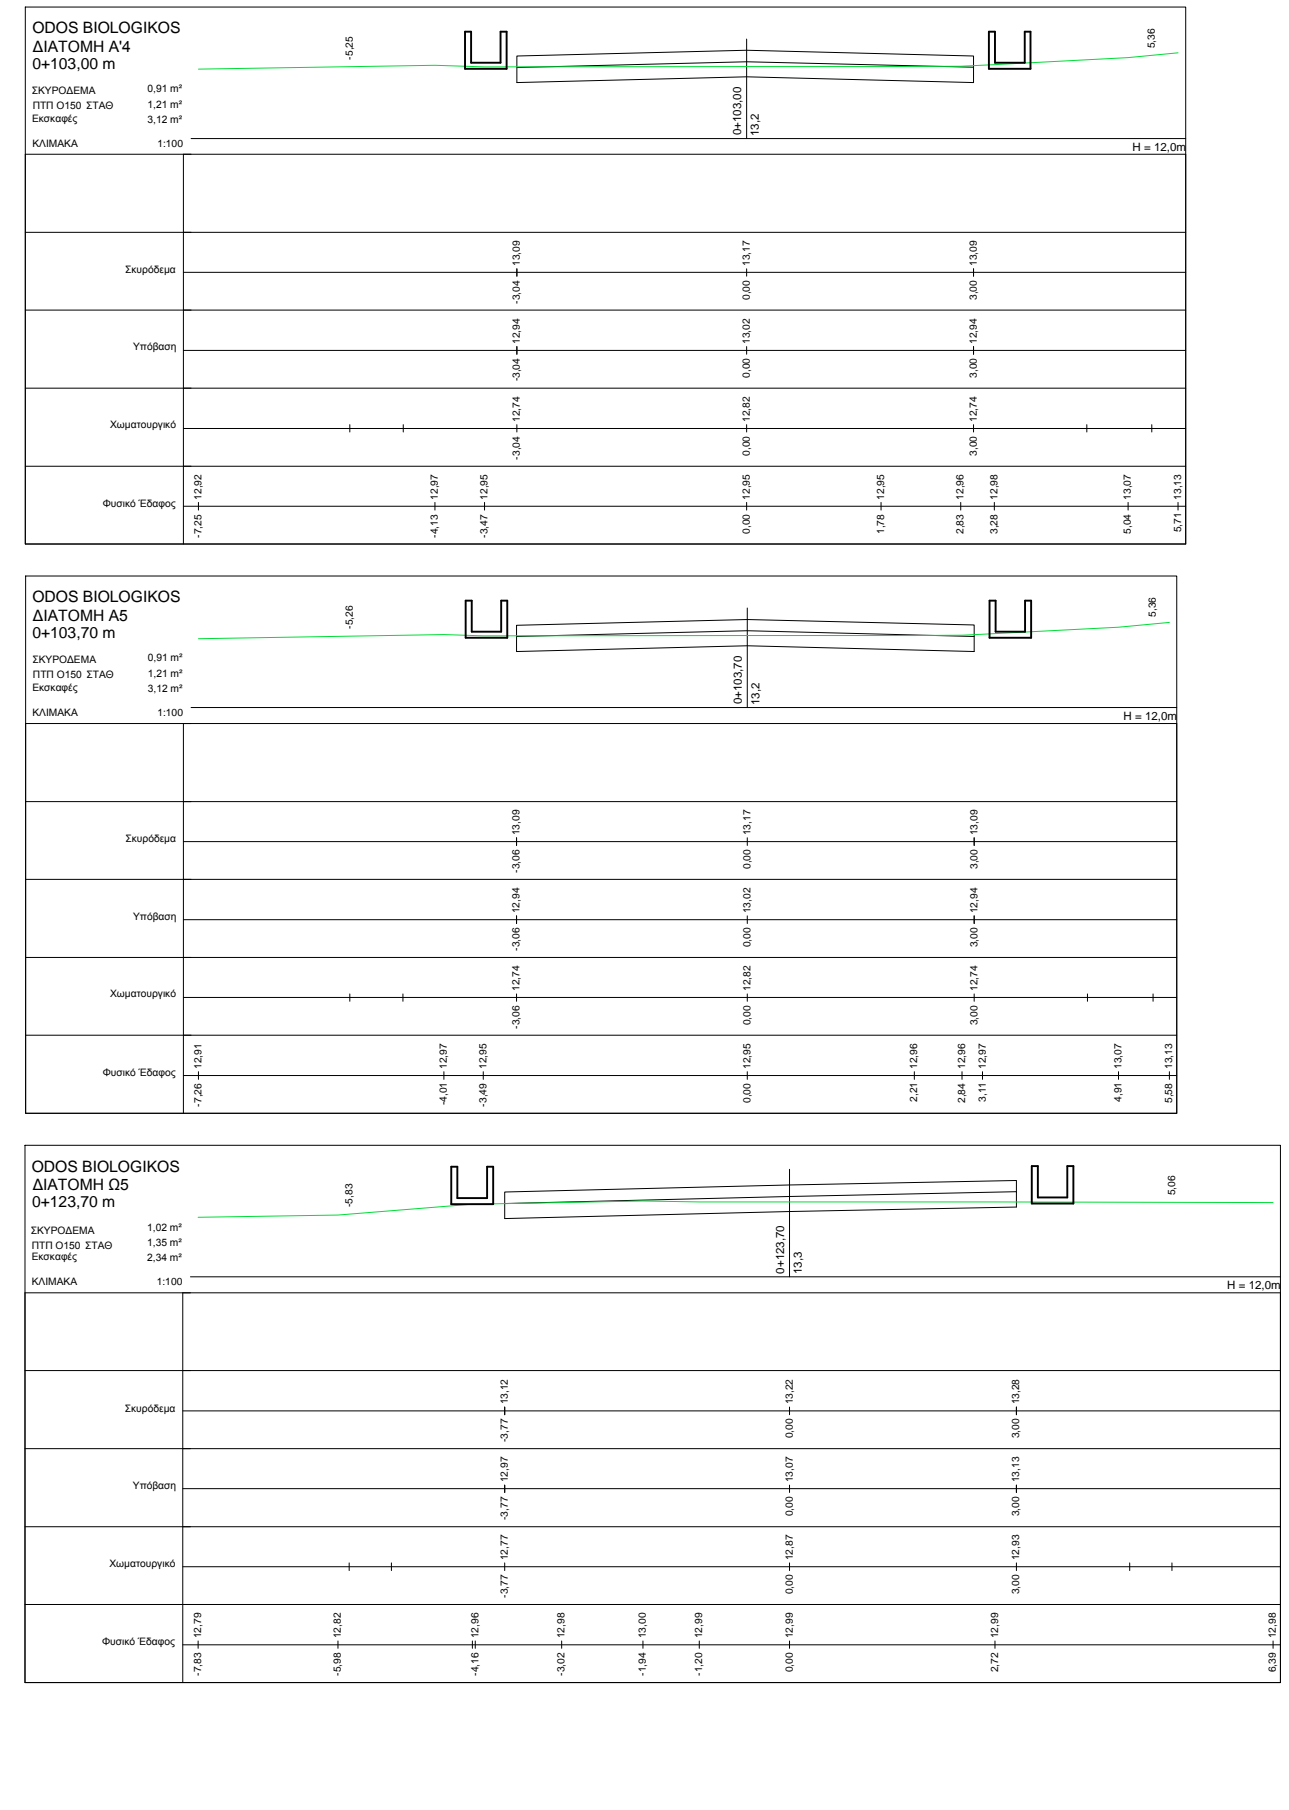 ODOS BIOLOGIKOS
ΔΙΑΤΟΜΗ Α'4
0+103,00 m
ΣΚΥΡΟΔΕΜΑ 0,91 m²
ΠΤΠ Ο150 ΣΤΑΘ 1,21 m²
Εκσκαφές 3,12 m²
ΚΛΙΜΑΚΑ 1:100
-5,25
5,36
0+103,00
13,2
H = 12,0m
Σκυρόδεμα
13,09 13,17 13,09
-3,04 0,00 3,00
Υπόβαση
12,94 13,02 12,94
-3,04 0,00 3,00
Χωματουργικό
12,74 12,82 12,74
-3,04 0,00 3,00
Φυσικό Έδαφος
12,92 12,97 12,95 12,95 12,95 12,96 12,98 13,07 13,13
-7,25 -4,13 -3,47 0,00 1,78 2,83 3,28 5,04 5,71
ODOS BIOLOGIKOS
ΔΙΑΤΟΜΗ Α5
0+103,70 m
ΣΚΥΡΟΔΕΜΑ 0,91 m²
ΠΤΠ Ο150 ΣΤΑΘ 1,21 m²
Εκσκαφές 3,12 m²
ΚΛΙΜΑΚΑ 1:100
-5,26
5,36
0+103,70
13,2
H = 12,0m
Σκυρόδεμα
13,09 13,17 13,09
-3,06 0,00 3,00
Υπόβαση
12,94 13,02 12,94
-3,06 0,00 3,00
Χωματουργικό
12,74 12,82 12,74
-3,06 0,00 3,00
Φυσικό Έδαφος
12,91 12,97 12,95 12,95 12,96 12,96 12,97 13,07 13,13
-7,26 -4,01 -3,49 0,00 2,21 2,84 3,11 4,91 5,58
ODOS BIOLOGIKOS
ΔΙΑΤΟΜΗ Ω5
0+123,70 m
ΣΚΥΡΟΔΕΜΑ 1,02 m²
ΠΤΠ Ο150 ΣΤΑΘ 1,35 m²
Εκσκαφές 2,34 m²
ΚΛΙΜΑΚΑ 1:100
-5,83
5,06
0+123,70
13,3
H = 12,0m
Σκυρόδεμα
13,12 13,22 13,28
-3,77 0,00 3,00
Υπόβαση
12,97 13,07 13,13
-3,77 0,00 3,00
Χωματουργικό
12,77 12,87 12,93
-3,77 0,00 3,00
Φυσικό Έδαφος
12,79 12,82 12,96 12,98 13,00 12,99 12,99 12,99 12,98
-7,83 -5,98 -4,16 -3,02 -1,94 -1,20 0,00 2,72 6,39